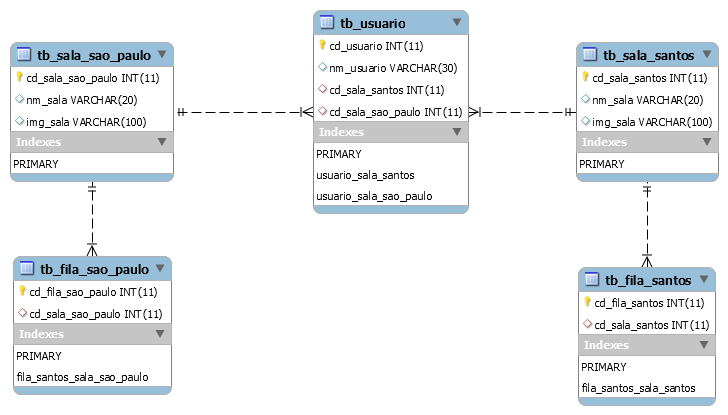 tb_sala_sao_paulo
cd_sala_sao_paulo INT(11)
nm_sala VARCHAR(20)
img_sala VARCHAR(100)
Indexes
PRIMARY
tb_usuario
cd_usuario INT(11)
nm_usuario VARCHAR(30)
cd_sala_santos INT(11)
cd_sala_sao_paulo INT(11)
Indexes
PRIMARY
usuario_sala_santos
usuario_sala_sao_paulo
tb_sala_santos
cd_sala_santos INT(11)
nm_sala VARCHAR(20)
img_sala VARCHAR(100)
Indexes
PRIMARY
tb_fila_sao_paulo
cd_fila_sao_paulo INT(11)
cd_sala_sao_paulo INT(11)
Indexes
PRIMARY
fila_santos_sala_sao_paulo
tb_fila_santos
cd_fila_santos INT(11)
cd_sala_santos INT(11)
Indexes
PRIMARY
fila_santos_sala_santos